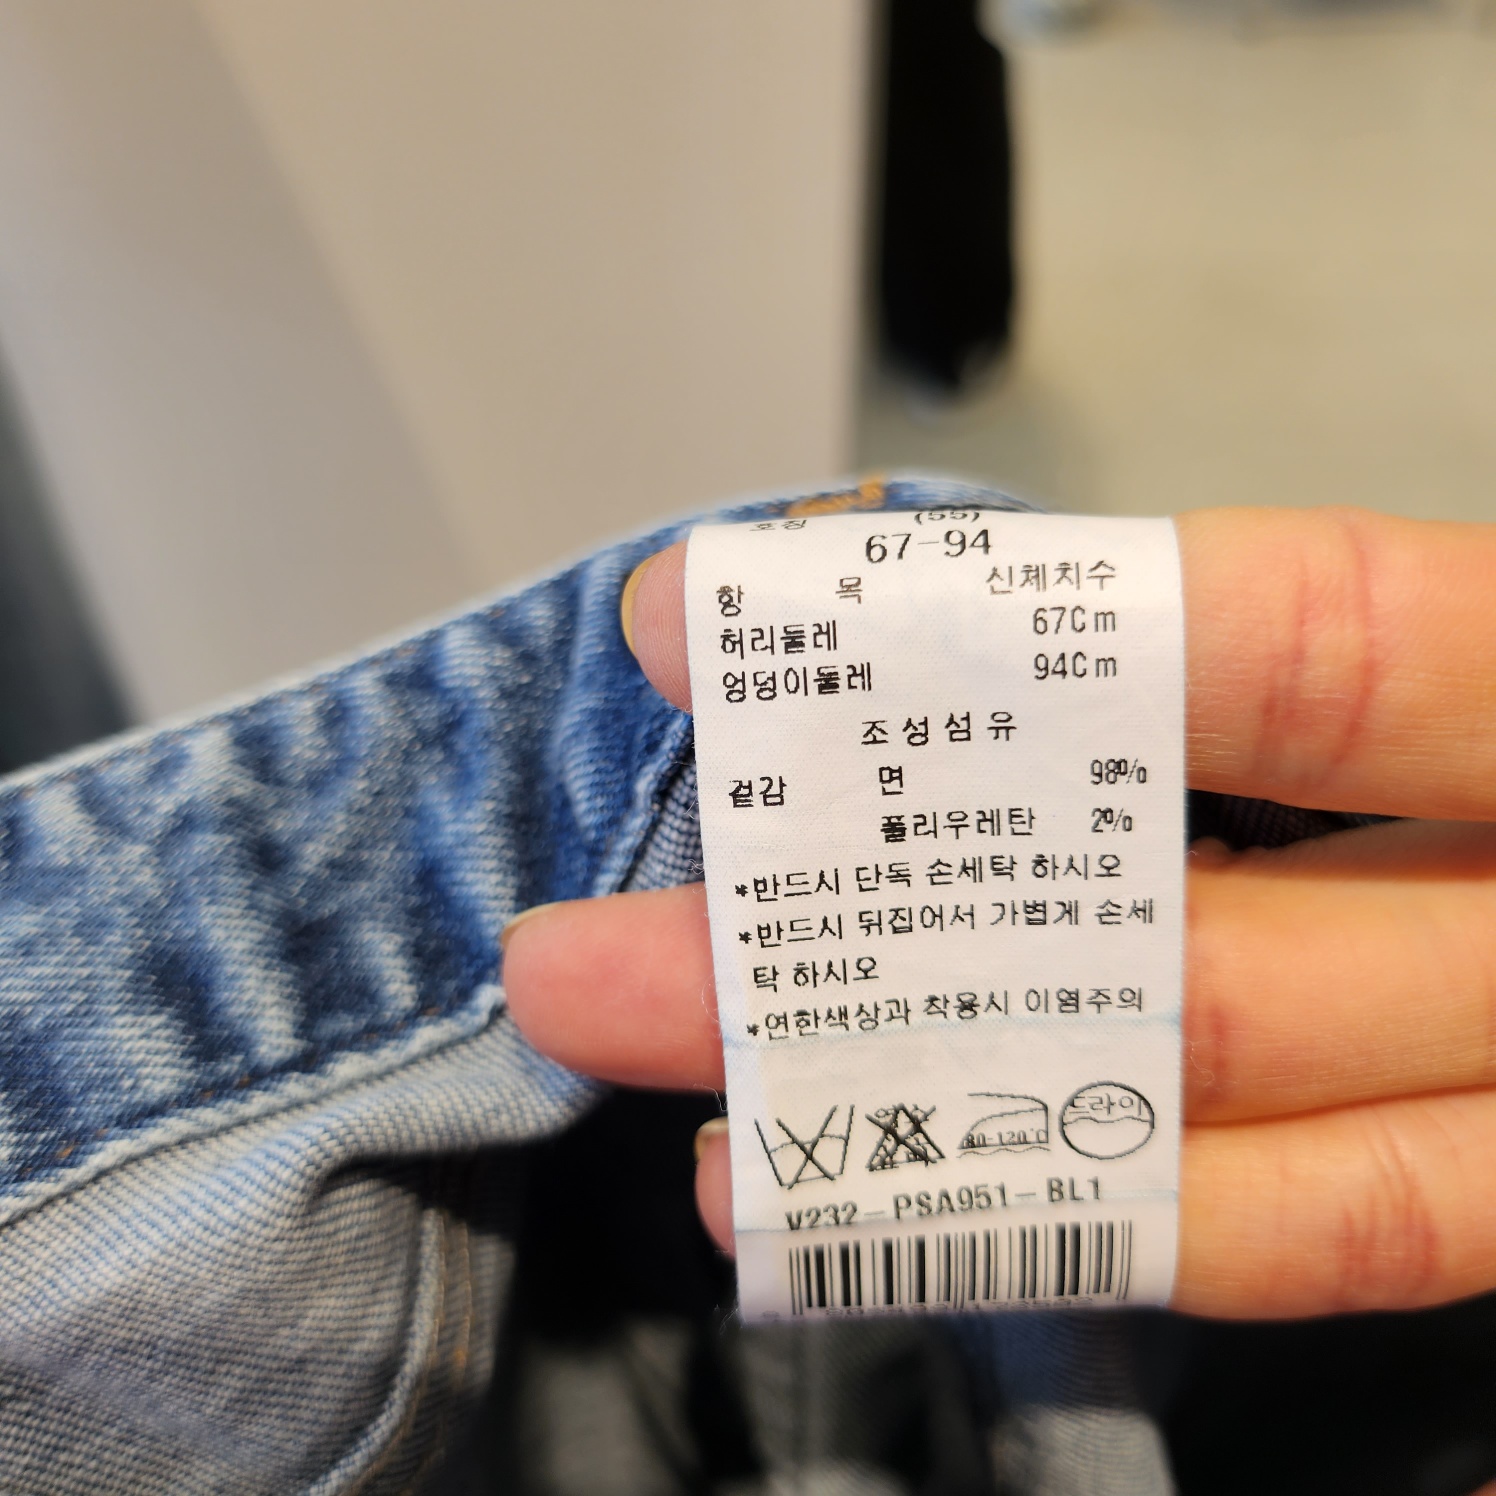 호칭 (55)
67-94
항 목 신체치수
허리둘레 67Cm
엉덩이둘레 94Cm
조성섬유
겉감 면 98%
폴리우레탄 2%
*반드시 단독 손세탁 하시오
*반드시 뒤집어서 가볍게 손세
탁 하시오
*연한색상과 착용시 이염주의
80-120℃ 드라이
V232-PSA951-BL1